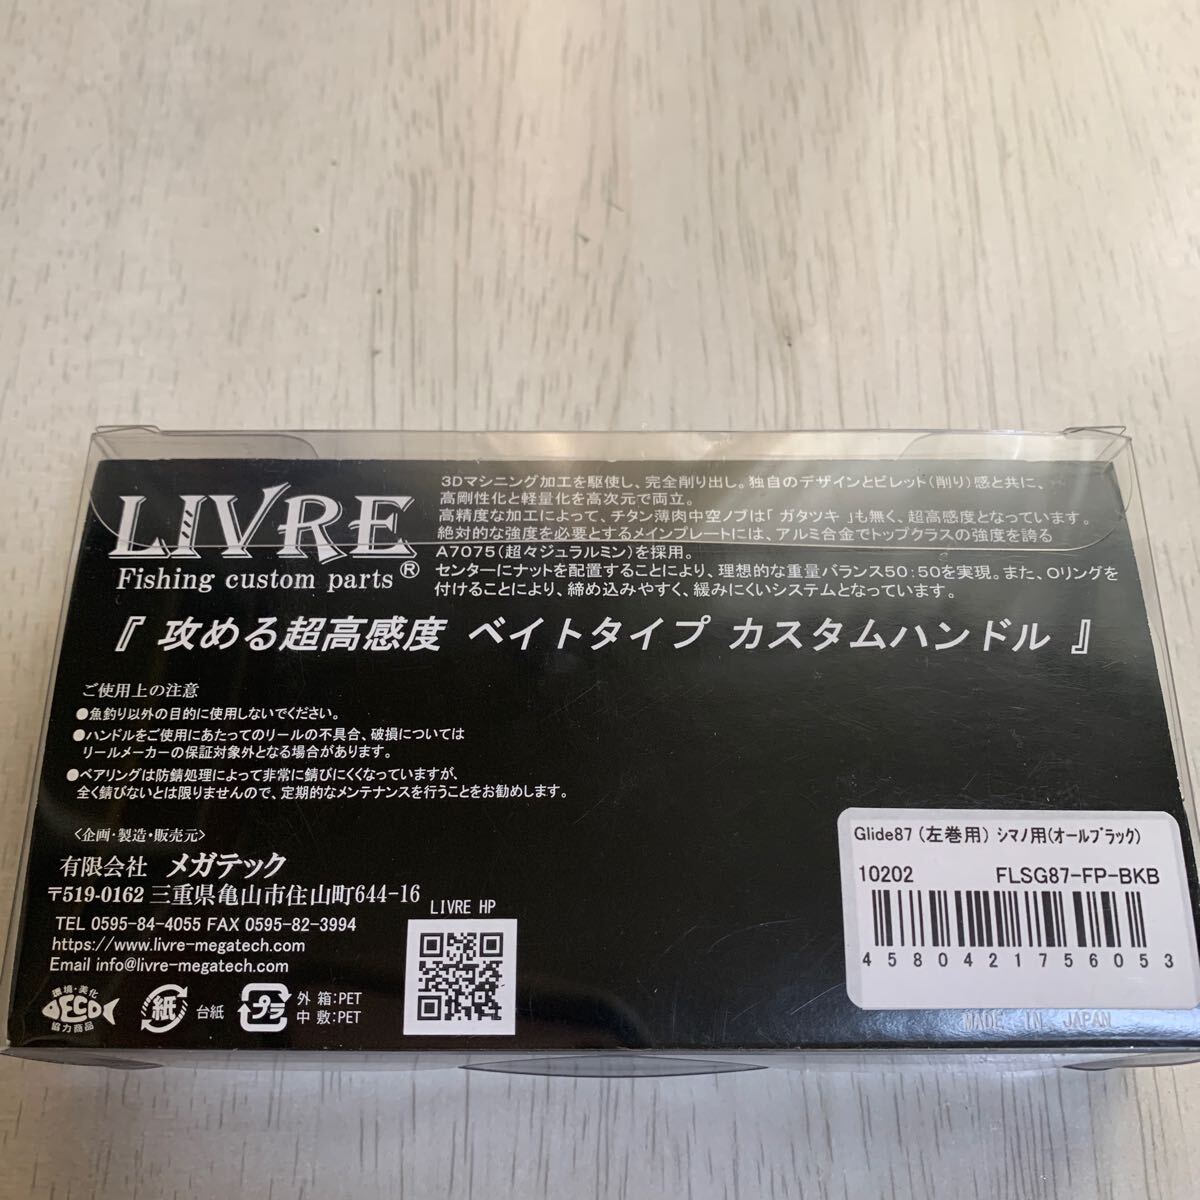 LIVRE
Fishing custom parts®
3Dマシニング加工を駆使し、完全削り出し。独自のデザインとビレット(削り)感と共に、
高剛性化と軽量化を高次元で両立。
高精度な加工によって、チタン薄肉中空ノブは「 ガタツキ 」も無く、超高感度となっています。
絶対的な強度を必要とするメインプレートには、アルミ合金でトップクラスの強度を誇る
A7075(超々ジュラルミン)を採用。
センターにナットを配置することにより、理想的な重量バランス50:50を実現。また、Oリングを
付けることにより、締め込みやすく、緩みにくいシステムとなっています。
『 攻める超高感度 ベイトタイプ カスタムハンドル 』
ご使用上の注意
●魚釣り以外の目的に使用しないでください。
●ハンドルをご使用にあたってのリールの不具合、破損については
リールメーカーの保証対象外となる場合があります。
●ベアリングは防錆処理によって非常に錆びにくくなっていますが、
全く錆びないとは限りませんので、定期的なメンテナンスを行うことをお勧めします。
〈企画・製造・販売元〉
有限会社 メガテック
〒519-0162 三重県亀山市住山町644-16
TEL 0595-84-4055 FAX 0595-82-3994
https://www.livre-megatech.com
Email info@livre-megatech.com
LIVRE HP
環境・美化
ECO
協力商品
紙
台紙
プラ
外 箱:PET
中 敷:PET
Glide87 (左巻用) シマノ用(オールブラック)
10202 FLSG87-FP-BKB
4580421756053
MADE IN JAPAN